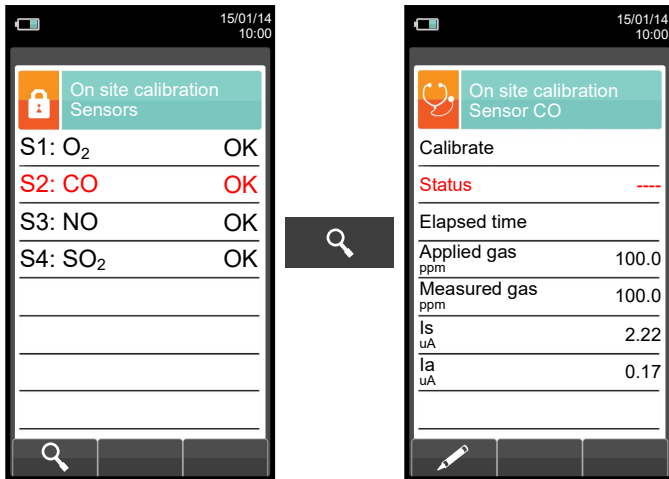 15/01/14
10:00
On site calibration
Sensors
S1: O₂ OK
S2: CO OK
S3: NO OK
S4: SO₂ OK
15/01/14
10:00
On site calibration
Sensor CO
Calibrate
Status ----
Elapsed time
Applied gas
ppm 100.0
Measured gas
ppm 100.0
Is
uA 2.22
Ia
uA 0.17